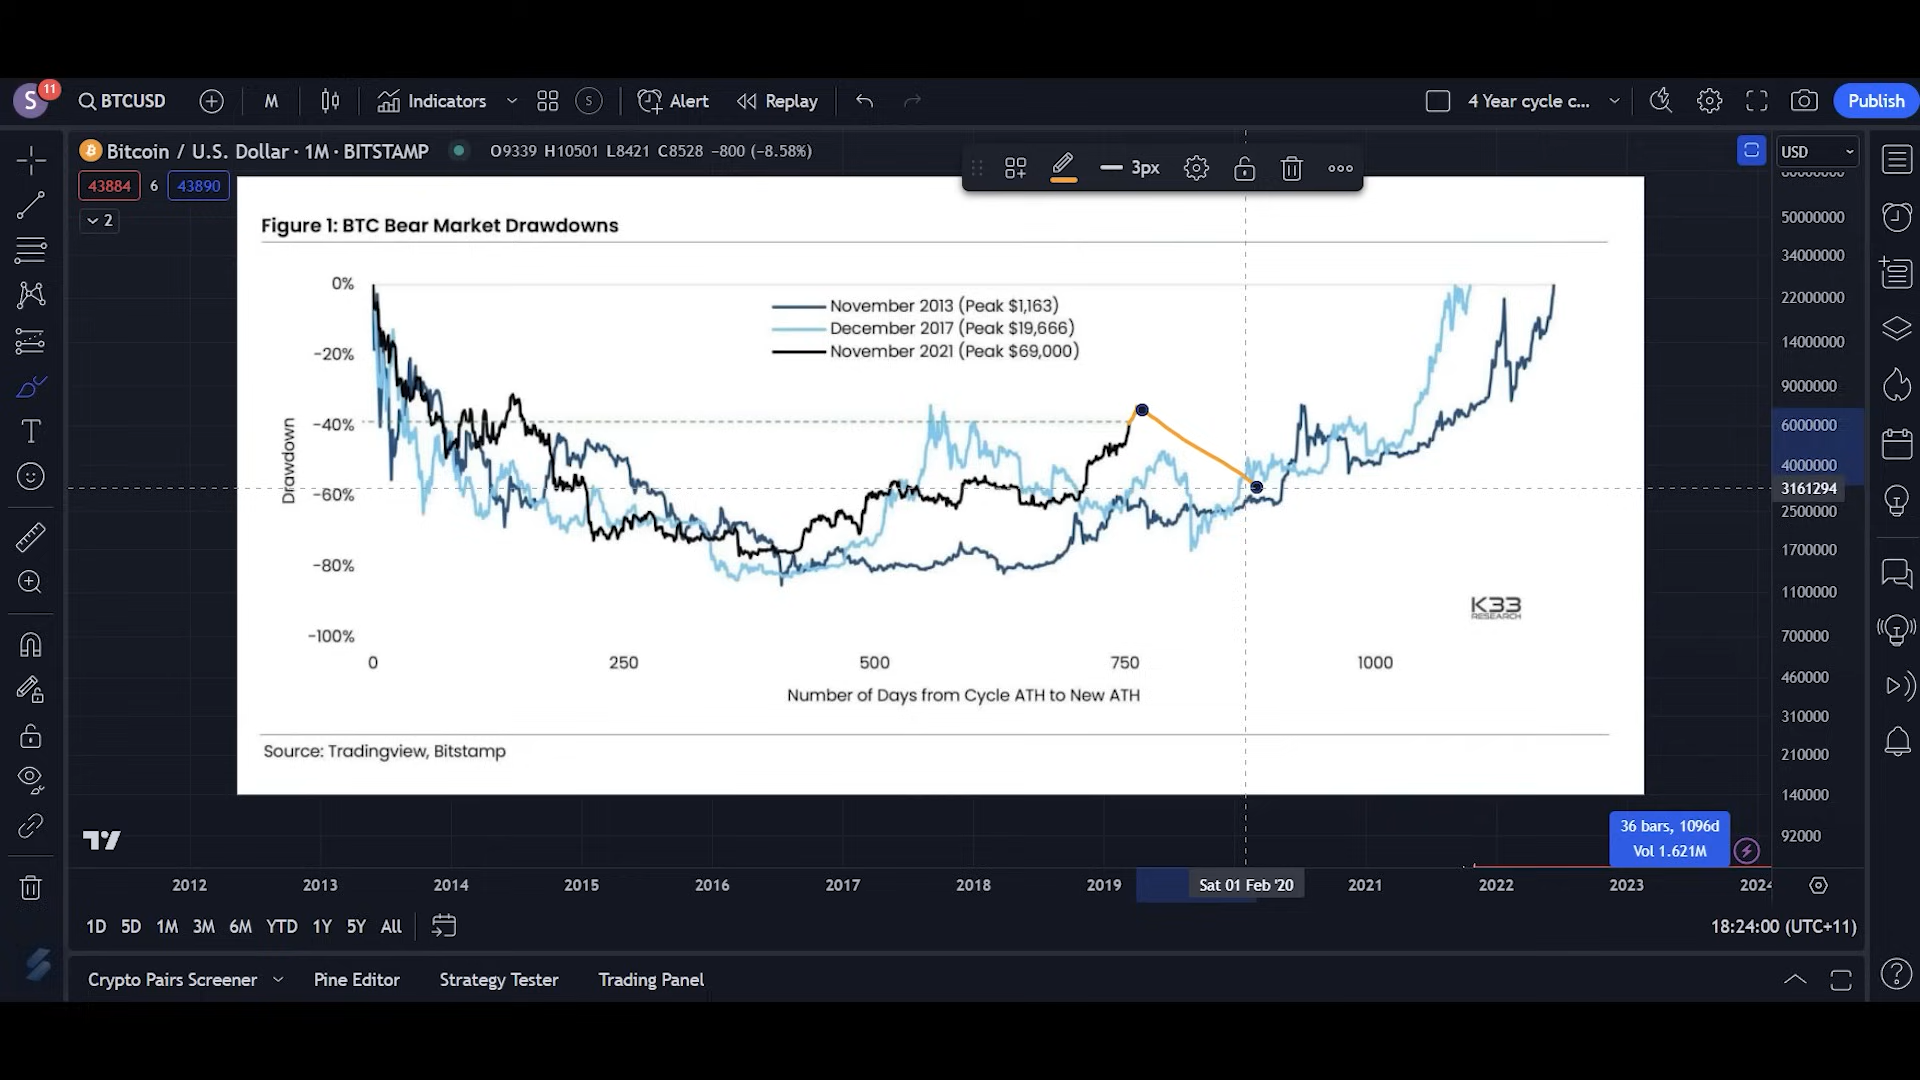 S
11
BTCUSD
M
Indicators
S
Alert
Replay
4 Year cycle c...
Publish
Bitcoin / U.S. Dollar · 1M · BITSTAMP
O9339 H10501 L8421 C8528 −800 (−8.58%)
3px
USD
43884
6
43890
2
Figure 1: BTC Bear Market Drawdowns
0%
-20%
-40%
-60%
-80%
-100%
Drawdown
November 2013 (Peak $1,163)
December 2017 (Peak $19,666)
November 2021 (Peak $69,000)
K33
RESEARCH
0
250
500
750
1000
Number of Days from Cycle ATH to New ATH
Source: Tradingview, Bitstamp
50000000
34000000
22000000
14000000
9000000
6000000
4000000
3161294
2500000
1700000
1100000
700000
460000
310000
210000
140000
92000
36 bars, 1096d
Vol 1.621M
2012
2013
2014
2015
2016
2017
2018
2019
Sat 01 Feb '20
2021
2022
2023
2024
1D
5D
1M
3M
6M
YTD
1Y
5Y
All
18:24:00 (UTC+11)
Crypto Pairs Screener
Pine Editor
Strategy Tester
Trading Panel